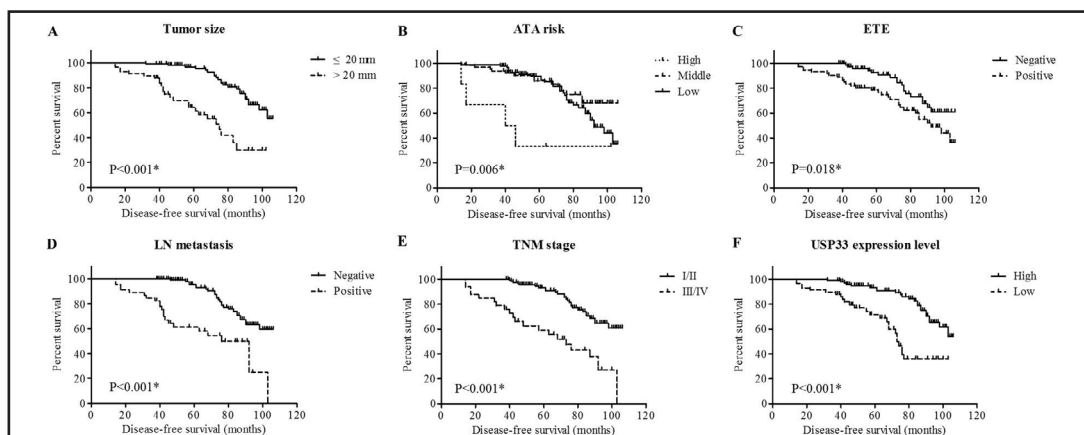 A Tumor size
Percent survival
100
80
60
40
20
0
≤ 20 mm
> 20 mm
P<0.001*
0 20 40 60 80 100 120
Disease-free survival (months)
B ATA risk
Percent survival
100
80
60
40
20
0
High
Middle
Low
P=0.006*
0 20 40 60 80 100 120
Disease-free survival (months)
C ETE
Percent survival
100
80
60
40
20
0
Negative
Positive
P=0.018*
0 20 40 60 80 100 120
Disease-free survival (months)
D LN metastasis
Percent survival
100
80
60
40
20
0
Negative
Positive
P<0.001*
0 20 40 60 80 100 120
Disease-free survival (months)
E TNM stage
Percent survival
100
80
60
40
20
0
I/II
III/IV
P<0.001*
0 20 40 60 80 100 120
Disease-free survival (months)
F USP33 expression level
Percent survival
100
80
60
40
20
0
High
Low
P<0.001*
0 20 40 60 80 100 120
Disease-free survival (months)